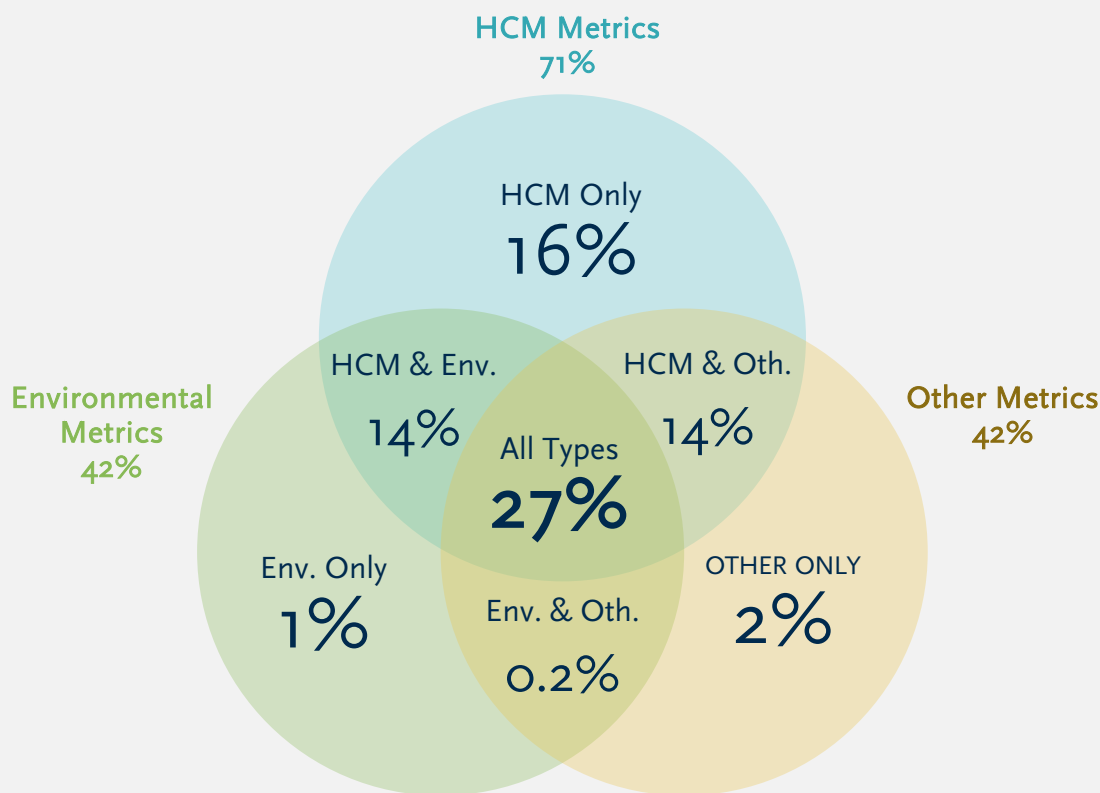 HCM Metrics
71%
HCM Only
16%
HCM & Env.
14%
HCM & Oth.
14%
Environmental
Metrics
42%
Other Metrics
42%
All Types
27%
Env. Only
1%
OTHER ONLY
2%
Env. & Oth.
0.2%